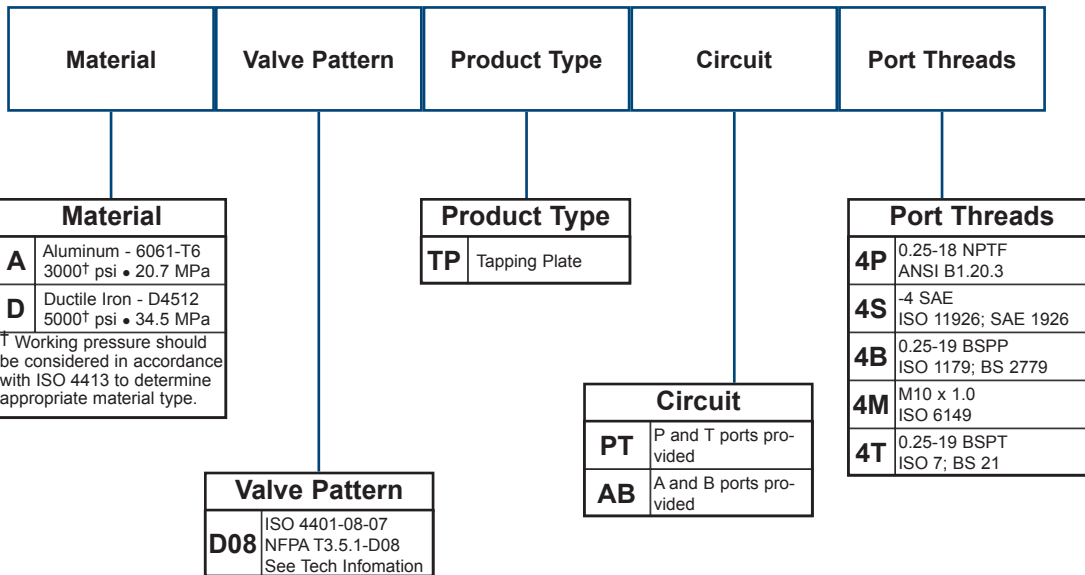 Material
Valve Pattern
Product Type
Circuit
Port Threads
Material
A
Aluminum - 6061-T6
3000† psi • 20.7 MPa
D
Ductile Iron - D4512
5000† psi • 34.5 MPa
† Working pressure should
be considered in accordance
with ISO 4413 to determine
appropriate material type.
Valve Pattern
D08
ISO 4401-08-07
NFPA T3.5.1-D08
See Tech Infomation
Product Type
TP
Tapping Plate
Circuit
PT
P and T ports pro-
vided
AB
A and B ports pro-
vided
Port Threads
4P
0.25-18 NPTF
ANSI B1.20.3
4S
-4 SAE
ISO 11926; SAE 1926
4B
0.25-19 BSPP
ISO 1179; BS 2779
4M
M10 x 1.0
ISO 6149
4T
0.25-19 BSPT
ISO 7; BS 21